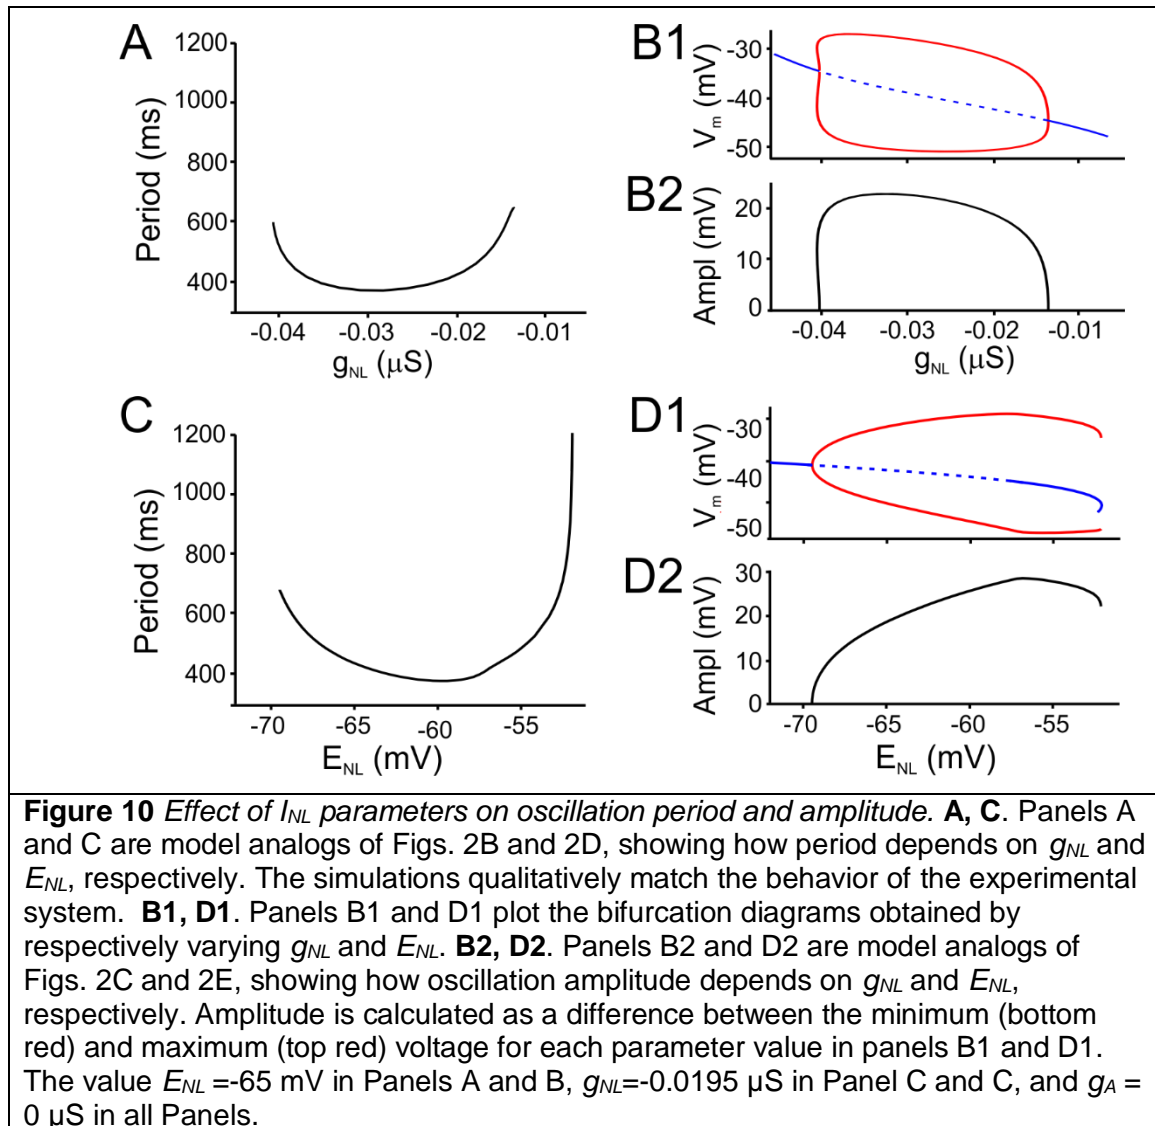 A
1200
1000
800
600
400
Period (ms)
-0.04 -0.03 -0.02 -0.01
gNL (μS)
B1
-30
-40
-50
Vm (mV)
B2
20
10
0
Ampl (mV)
-0.04 -0.03 -0.02 -0.01
gNL (μS)
C
1200
1000
800
600
400
Period (ms)
-70 -65 -60 -55
ENL (mV)
D1
-30
-40
-50
Vm (mV)
-70 -65 -60 -55
D2
30
20
10
0
Ampl (mV)
-70 -65 -60 -55
ENL (mV)
Figure 10 Effect of INL parameters on oscillation period and amplitude. A, C. Panels A
and C are model analogs of Figs. 2B and 2D, showing how period depends on gNL and
ENL, respectively. The simulations qualitatively match the behavior of the experimental
system. B1, D1. Panels B1 and D1 plot the bifurcation diagrams obtained by
respectively varying gNL and ENL. B2, D2. Panels B2 and D2 are model analogs of
Figs. 2C and 2E, showing how oscillation amplitude depends on gNL and ENL,
respectively. Amplitude is calculated as a difference between the minimum (bottom
red) and maximum (top red) voltage for each parameter value in panels B1 and D1.
The value ENL =-65 mV in Panels A and B, gNL=-0.0195 µS in Panel C and C, and gA =
0 µS in all Panels.